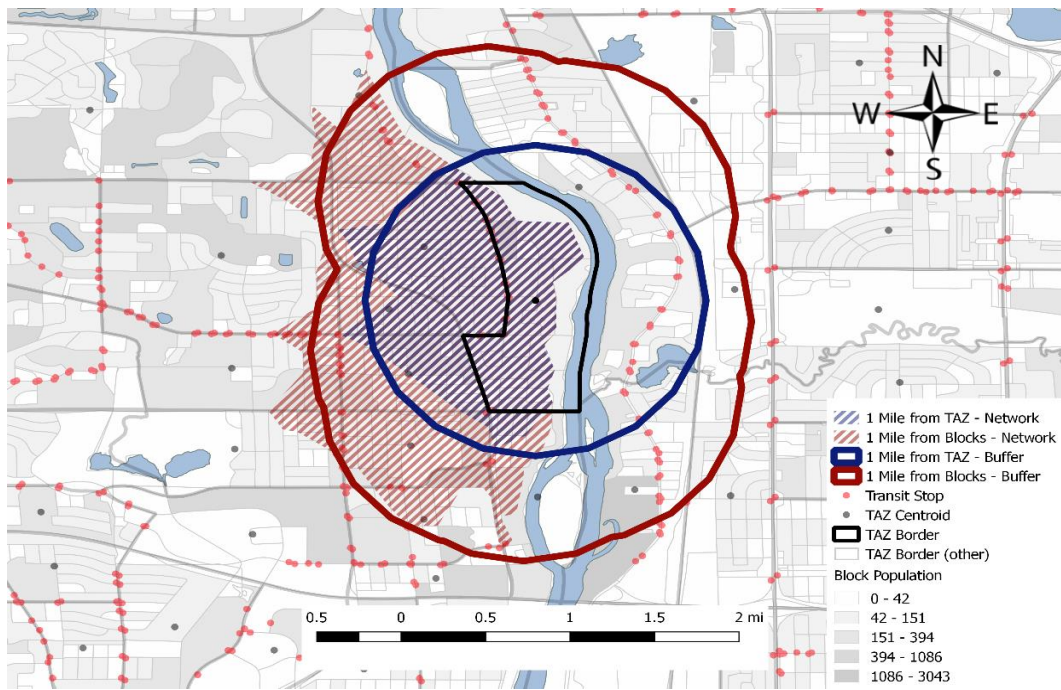 N
W E
S
1 Mile from TAZ - Network
1 Mile from Blocks - Network
1 Mile from TAZ - Buffer
1 Mile from Blocks - Buffer
Transit Stop
TAZ Centroid
TAZ Border
TAZ Border (other)
Block Population
0 - 42
42 - 151
151 - 394
394 - 1086
1086 - 3043
0.5 0 0.5 1 1.5 2 mi